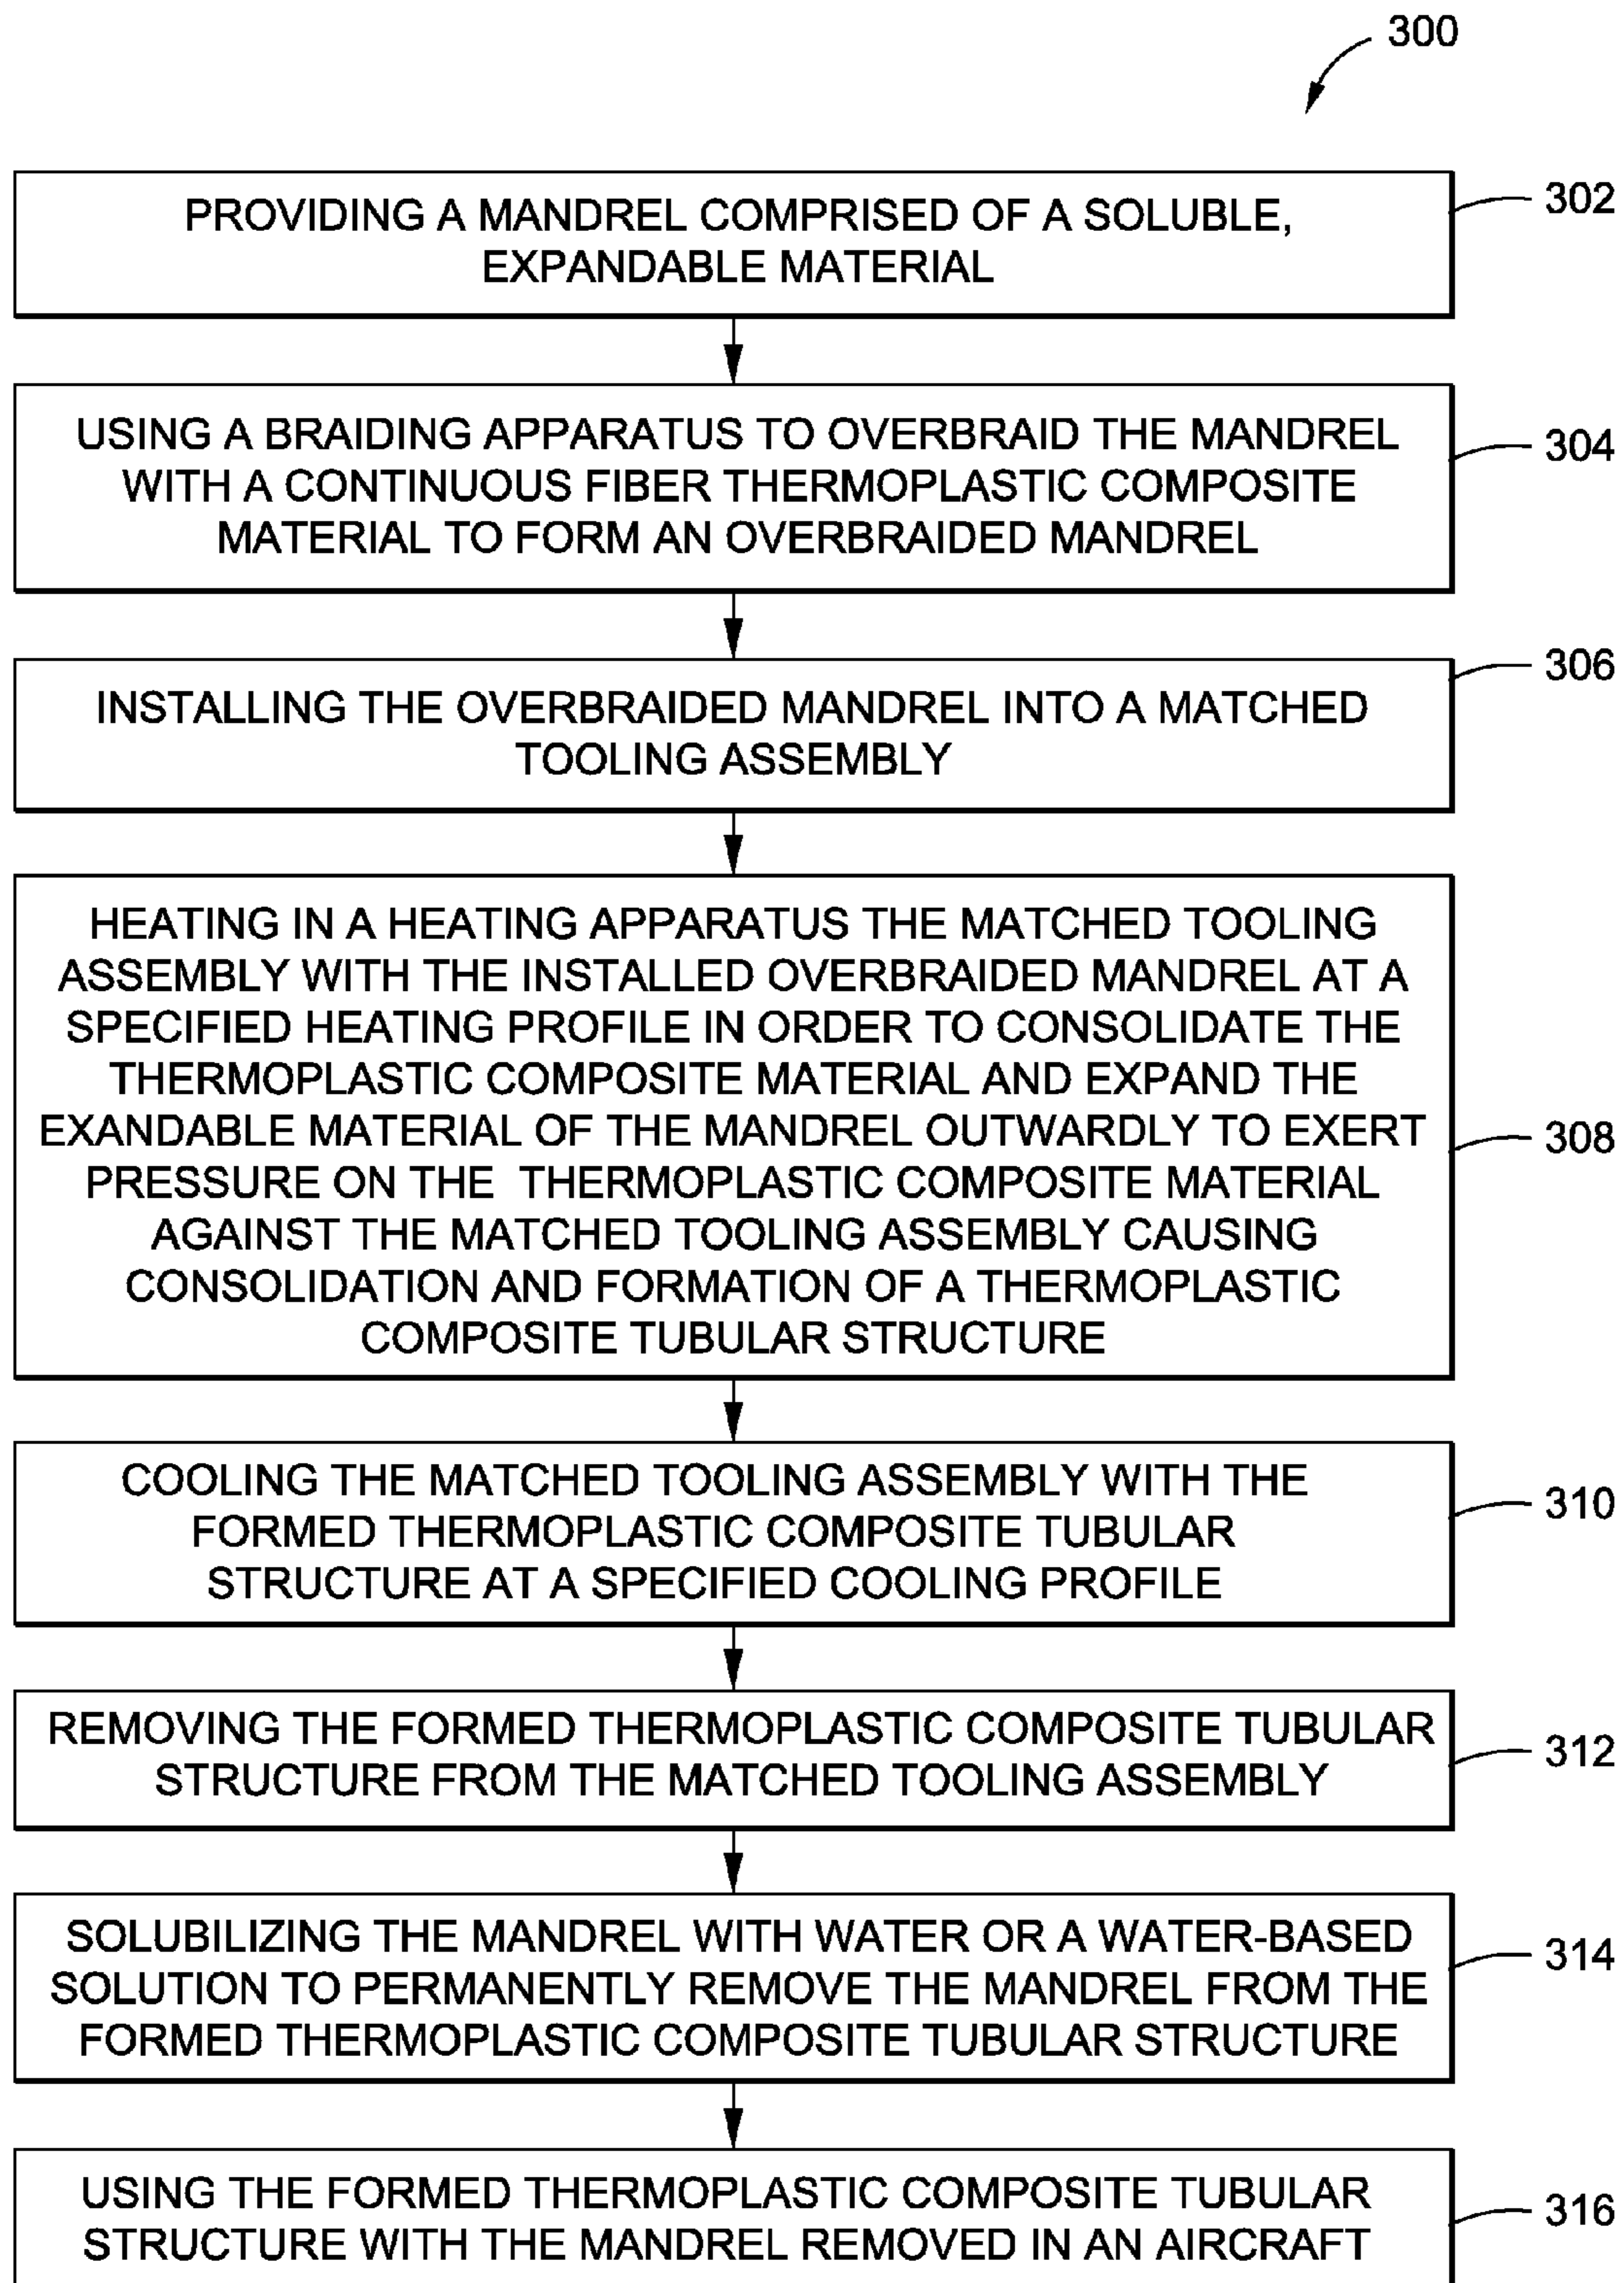 300
PROVIDING A MANDREL COMPRISED OF A SOLUBLE,
EXPANDABLE MATERIAL
302
USING A BRAIDING APPARATUS TO OVERBRAID THE MANDREL
WITH A CONTINUOUS FIBER THERMOPLASTIC COMPOSITE
MATERIAL TO FORM AN OVERBRAIDED MANDREL
304
INSTALLING THE OVERBRAIDED MANDREL INTO A MATCHED
TOOLING ASSEMBLY
306
HEATING IN A HEATING APPARATUS THE MATCHED TOOLING
ASSEMBLY WITH THE INSTALLED OVERBRAIDED MANDREL AT A
SPECIFIED HEATING PROFILE IN ORDER TO CONSOLIDATE THE
THERMOPLASTIC COMPOSITE MATERIAL AND EXPAND THE
EXANDABLE MATERIAL OF THE MANDREL OUTWARDLY TO EXERT
PRESSURE ON THE THERMOPLASTIC COMPOSITE MATERIAL
AGAINST THE MATCHED TOOLING ASSEMBLY CAUSING
CONSOLIDATION AND FORMATION OF A THERMOPLASTIC
COMPOSITE TUBULAR STRUCTURE
308
COOLING THE MATCHED TOOLING ASSEMBLY WITH THE
FORMED THERMOPLASTIC COMPOSITE TUBULAR
STRUCTURE AT A SPECIFIED COOLING PROFILE
310
REMOVING THE FORMED THERMOPLASTIC COMPOSITE TUBULAR
STRUCTURE FROM THE MATCHED TOOLING ASSEMBLY
312
SOLUBILIZING THE MANDREL WITH WATER OR A WATER-BASED
SOLUTION TO PERMANENTLY REMOVE THE MANDREL FROM THE
FORMED THERMOPLASTIC COMPOSITE TUBULAR STRUCTURE
314
USING THE FORMED THERMOPLASTIC COMPOSITE TUBULAR
STRUCTURE WITH THE MANDREL REMOVED IN AN AIRCRAFT
316